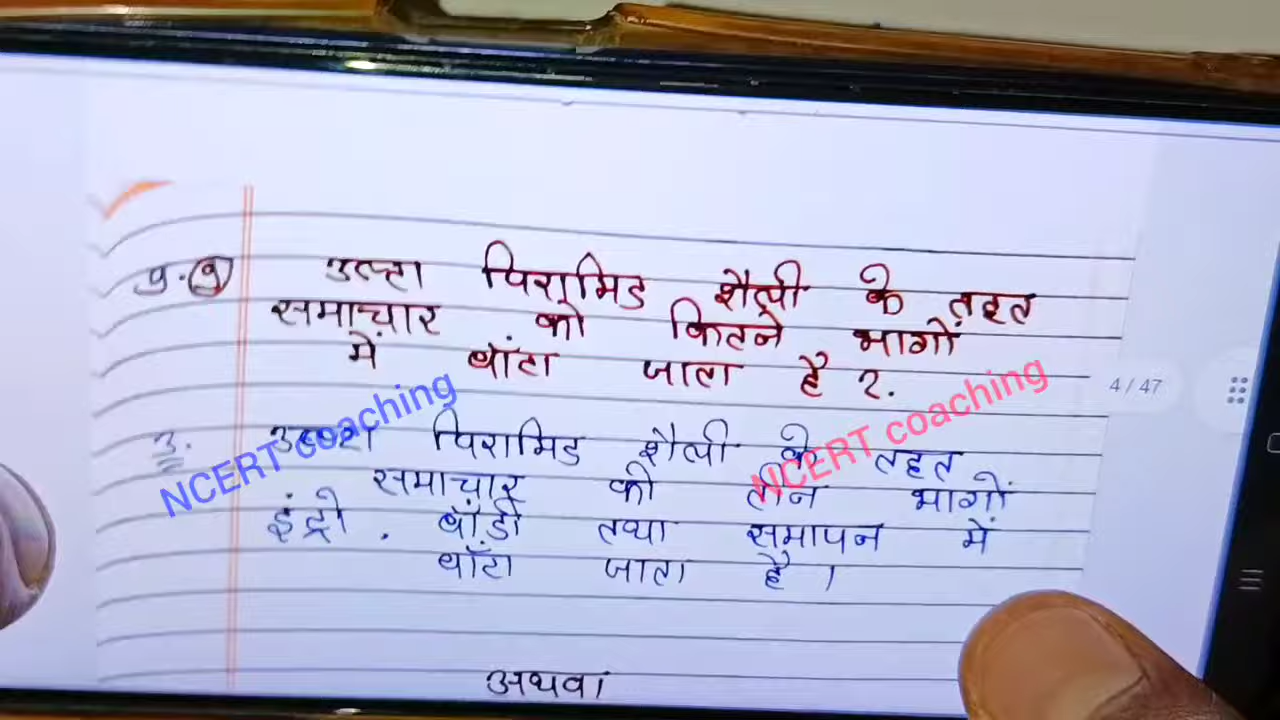 प्र.(9) उल्टा पिरामिड शैली के तहत
समाचार को कितने भागों
में बांटा जाता है ?.
4 / 47
उ. उल्टा पिरामिड शैली के तहत
समाचार को तीन भागों
इंट्रो. बॉडी तथा समापन में
बाँटा जाता है।
NCERT coaching
NCERT coaching
अथवा